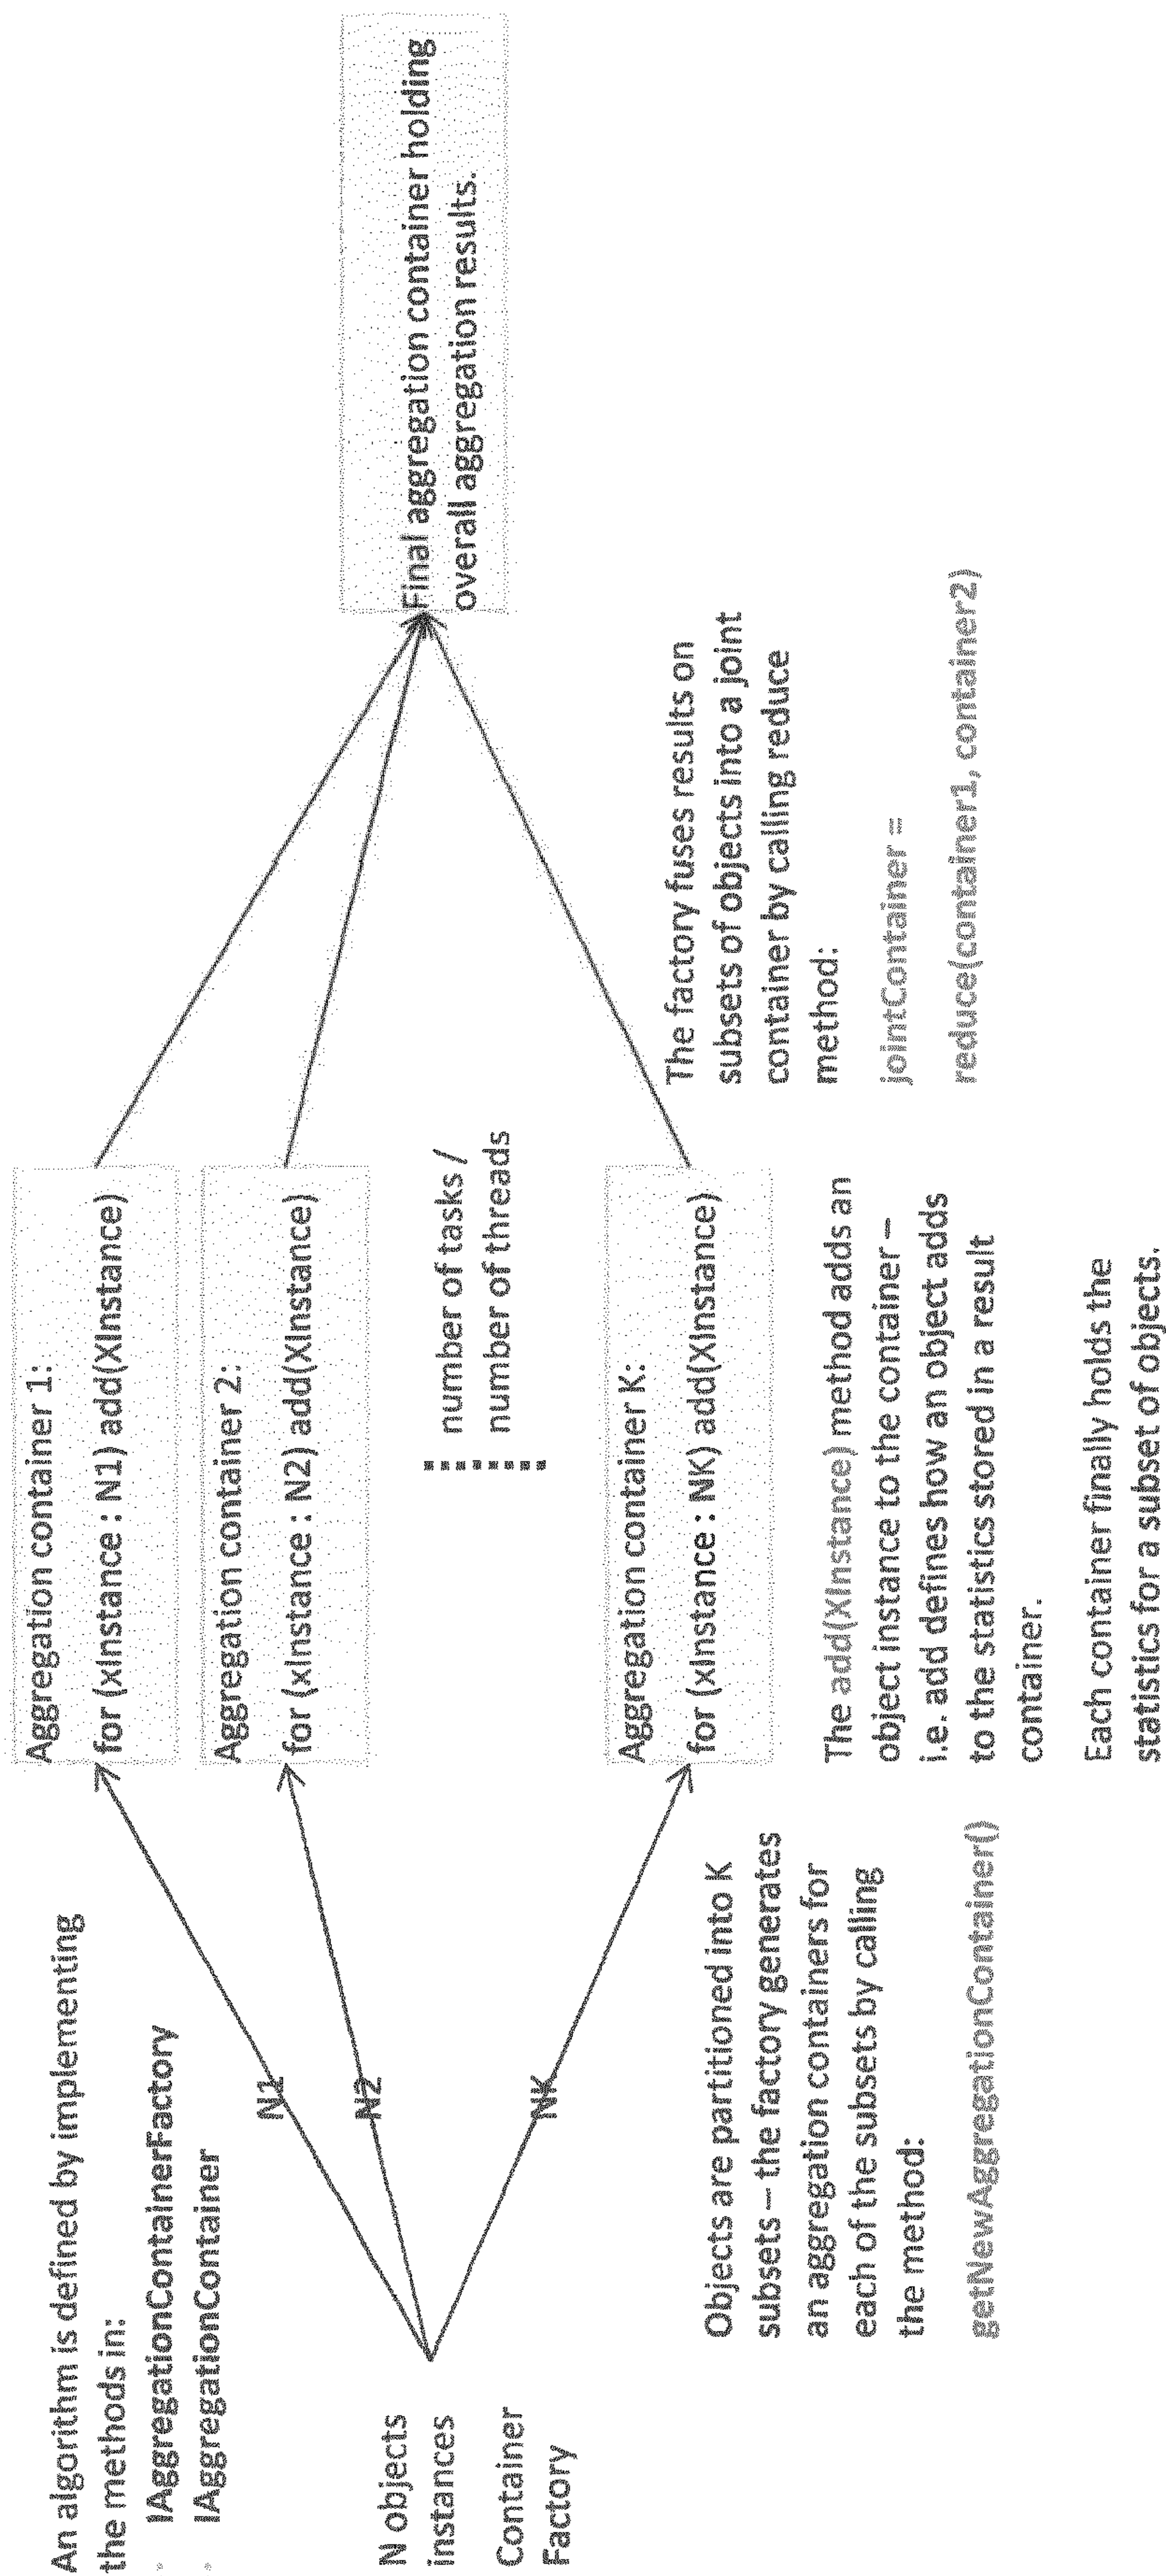 An algorithm is defined by implementing
the methods in:
IAggregationContainerFactory
IAggregationContainer
N objects
instances
Container
Factory
N1
N2
NK
Objects are partitioned into K
subsets – the factory generates
an aggregation containers for
each of the subsets by calling
the method:
getNewAggregationContainer()
Aggregation container 1:
for (xInstance : N1) add(XInstance)
Aggregation container 2:
for (xInstance : N2) add(XInstance)
number of tasks /
number of threads
Aggregation container K:
for (xInstance : NK) add(XInstance)
The add(XInstance) method adds an
object instance to the container –
i.e. add defines how an object adds
to the statistics stored in a result
container.
Each container finally holds the
statistics for a subset of objects.
The factory fuses results on
subsets of objects into a joint
container by calling reduce
method:
jointContainer =
reduce(container1, container2)
Final aggregation container holding
overall aggregation results.